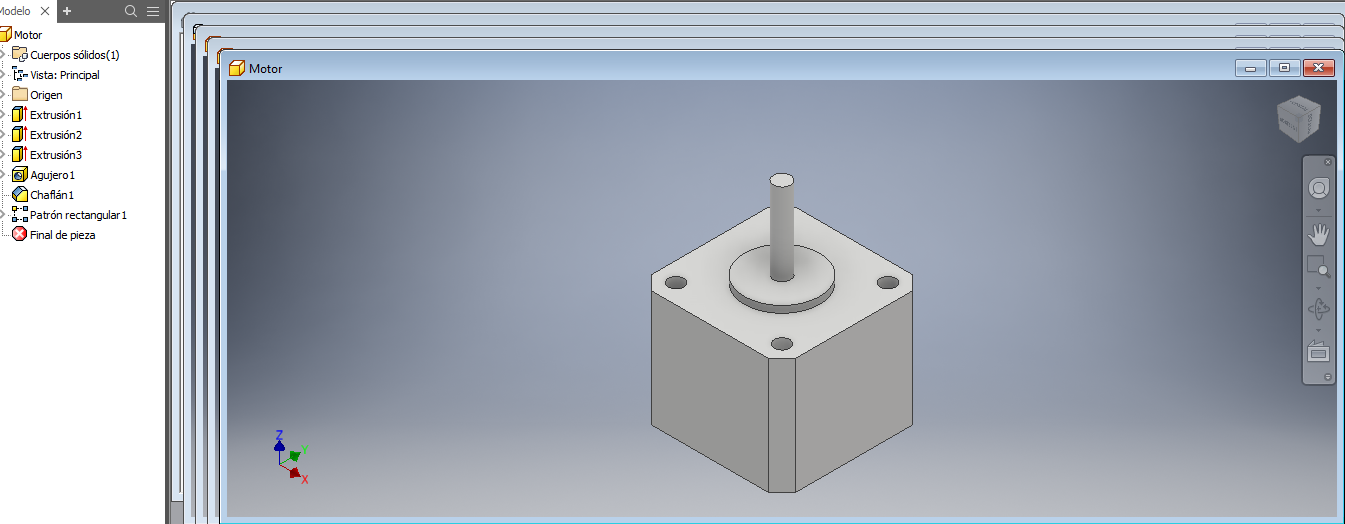 Modelo
Motor
Cuerpos sólidos(1)
Vista: Principal
Origen
Extrusión1
Extrusión2
Extrusión3
Agujero1
Chaflán1
Patrón rectangular1
Final de pieza
Motor
Z
X